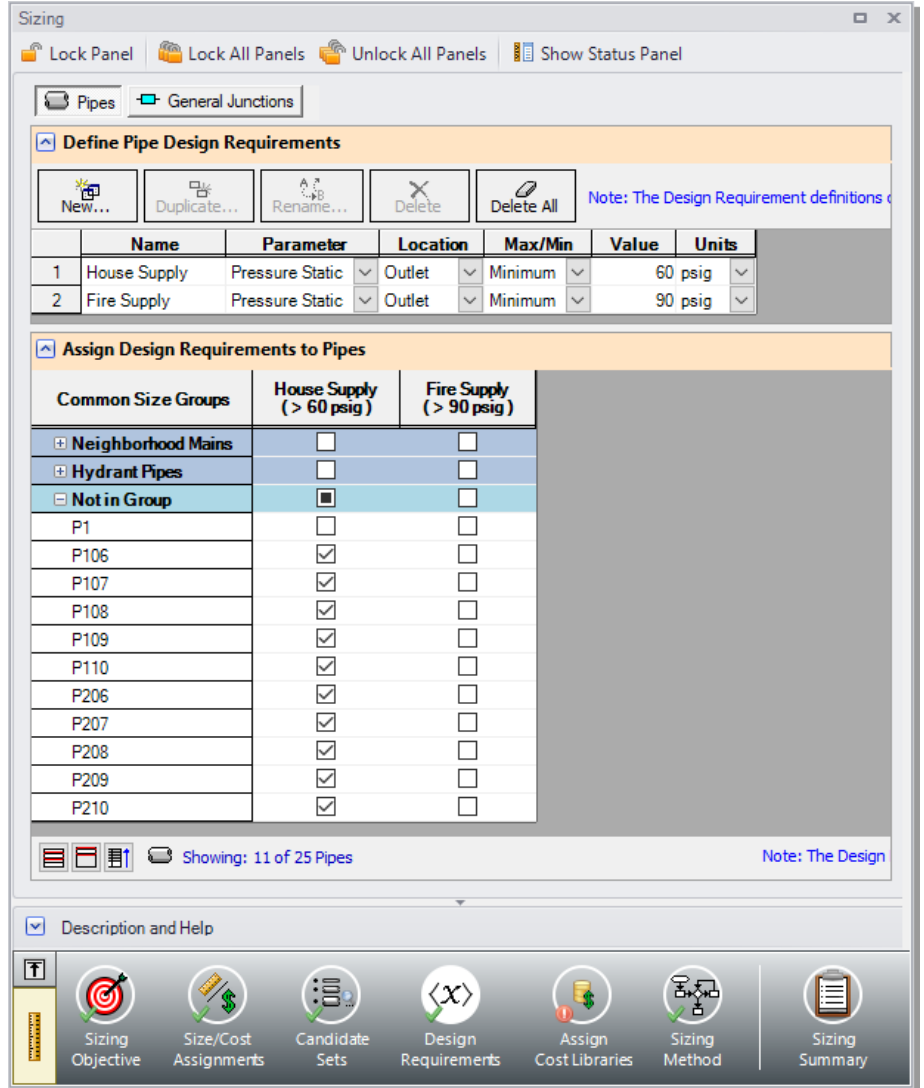 Sizing
Lock Panel Lock All Panels Unlock All Panels Show Status Panel
Pipes General Junctions
Define Pipe Design Requirements
New... Duplicate... Rename... Delete Delete All Note: The Design Requirement definitions
Name Parameter Location Max/Min Value Units
1 House Supply Pressure Static Outlet Minimum 60 psig
2 Fire Supply Pressure Static Outlet Minimum 90 psig
Assign Design Requirements to Pipes
Common Size Groups House Supply ( > 60 psig ) Fire Supply ( > 90 psig )
Neighborhood Mains
Hydrant Pipes
Not in Group
P1
P106
P107
P108
P109
P110
P206
P207
P208
P209
P210
Showing: 11 of 25 Pipes Note: The Design
Description and Help
Sizing Objective Size/Cost Assignments Candidate Sets Design Requirements Assign Cost Libraries Sizing Method Sizing Summary